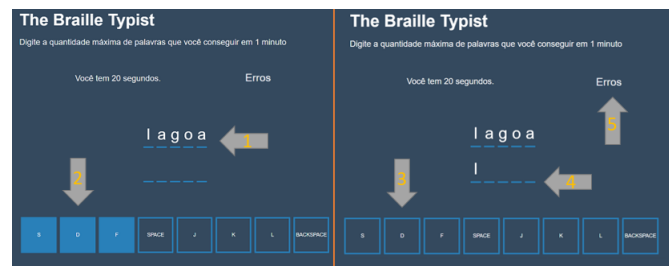 The Braille Typist
Digite a quantidade máxima de palavras que você conseguir em 1 minuto
Você tem 20 segundos. Erros
lagoa
1
2
S D F SPACE J K L BACKSPACE
The Braille Typist
Digite a quantidade máxima de palavras que você conseguir em 1 minuto
Você tem 20 segundos. Erros
5
lagoa
l
4
3
S D F SPACE J K L BACKSPACE